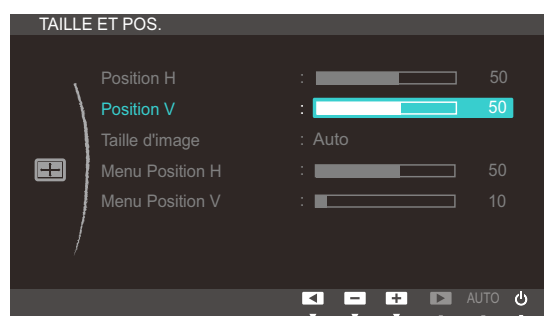 TAILLE ET POS.
Position H : 50
Position V : 50
Taille d'image : Auto
Menu Position H : 50
Menu Position V : 10
AUTO